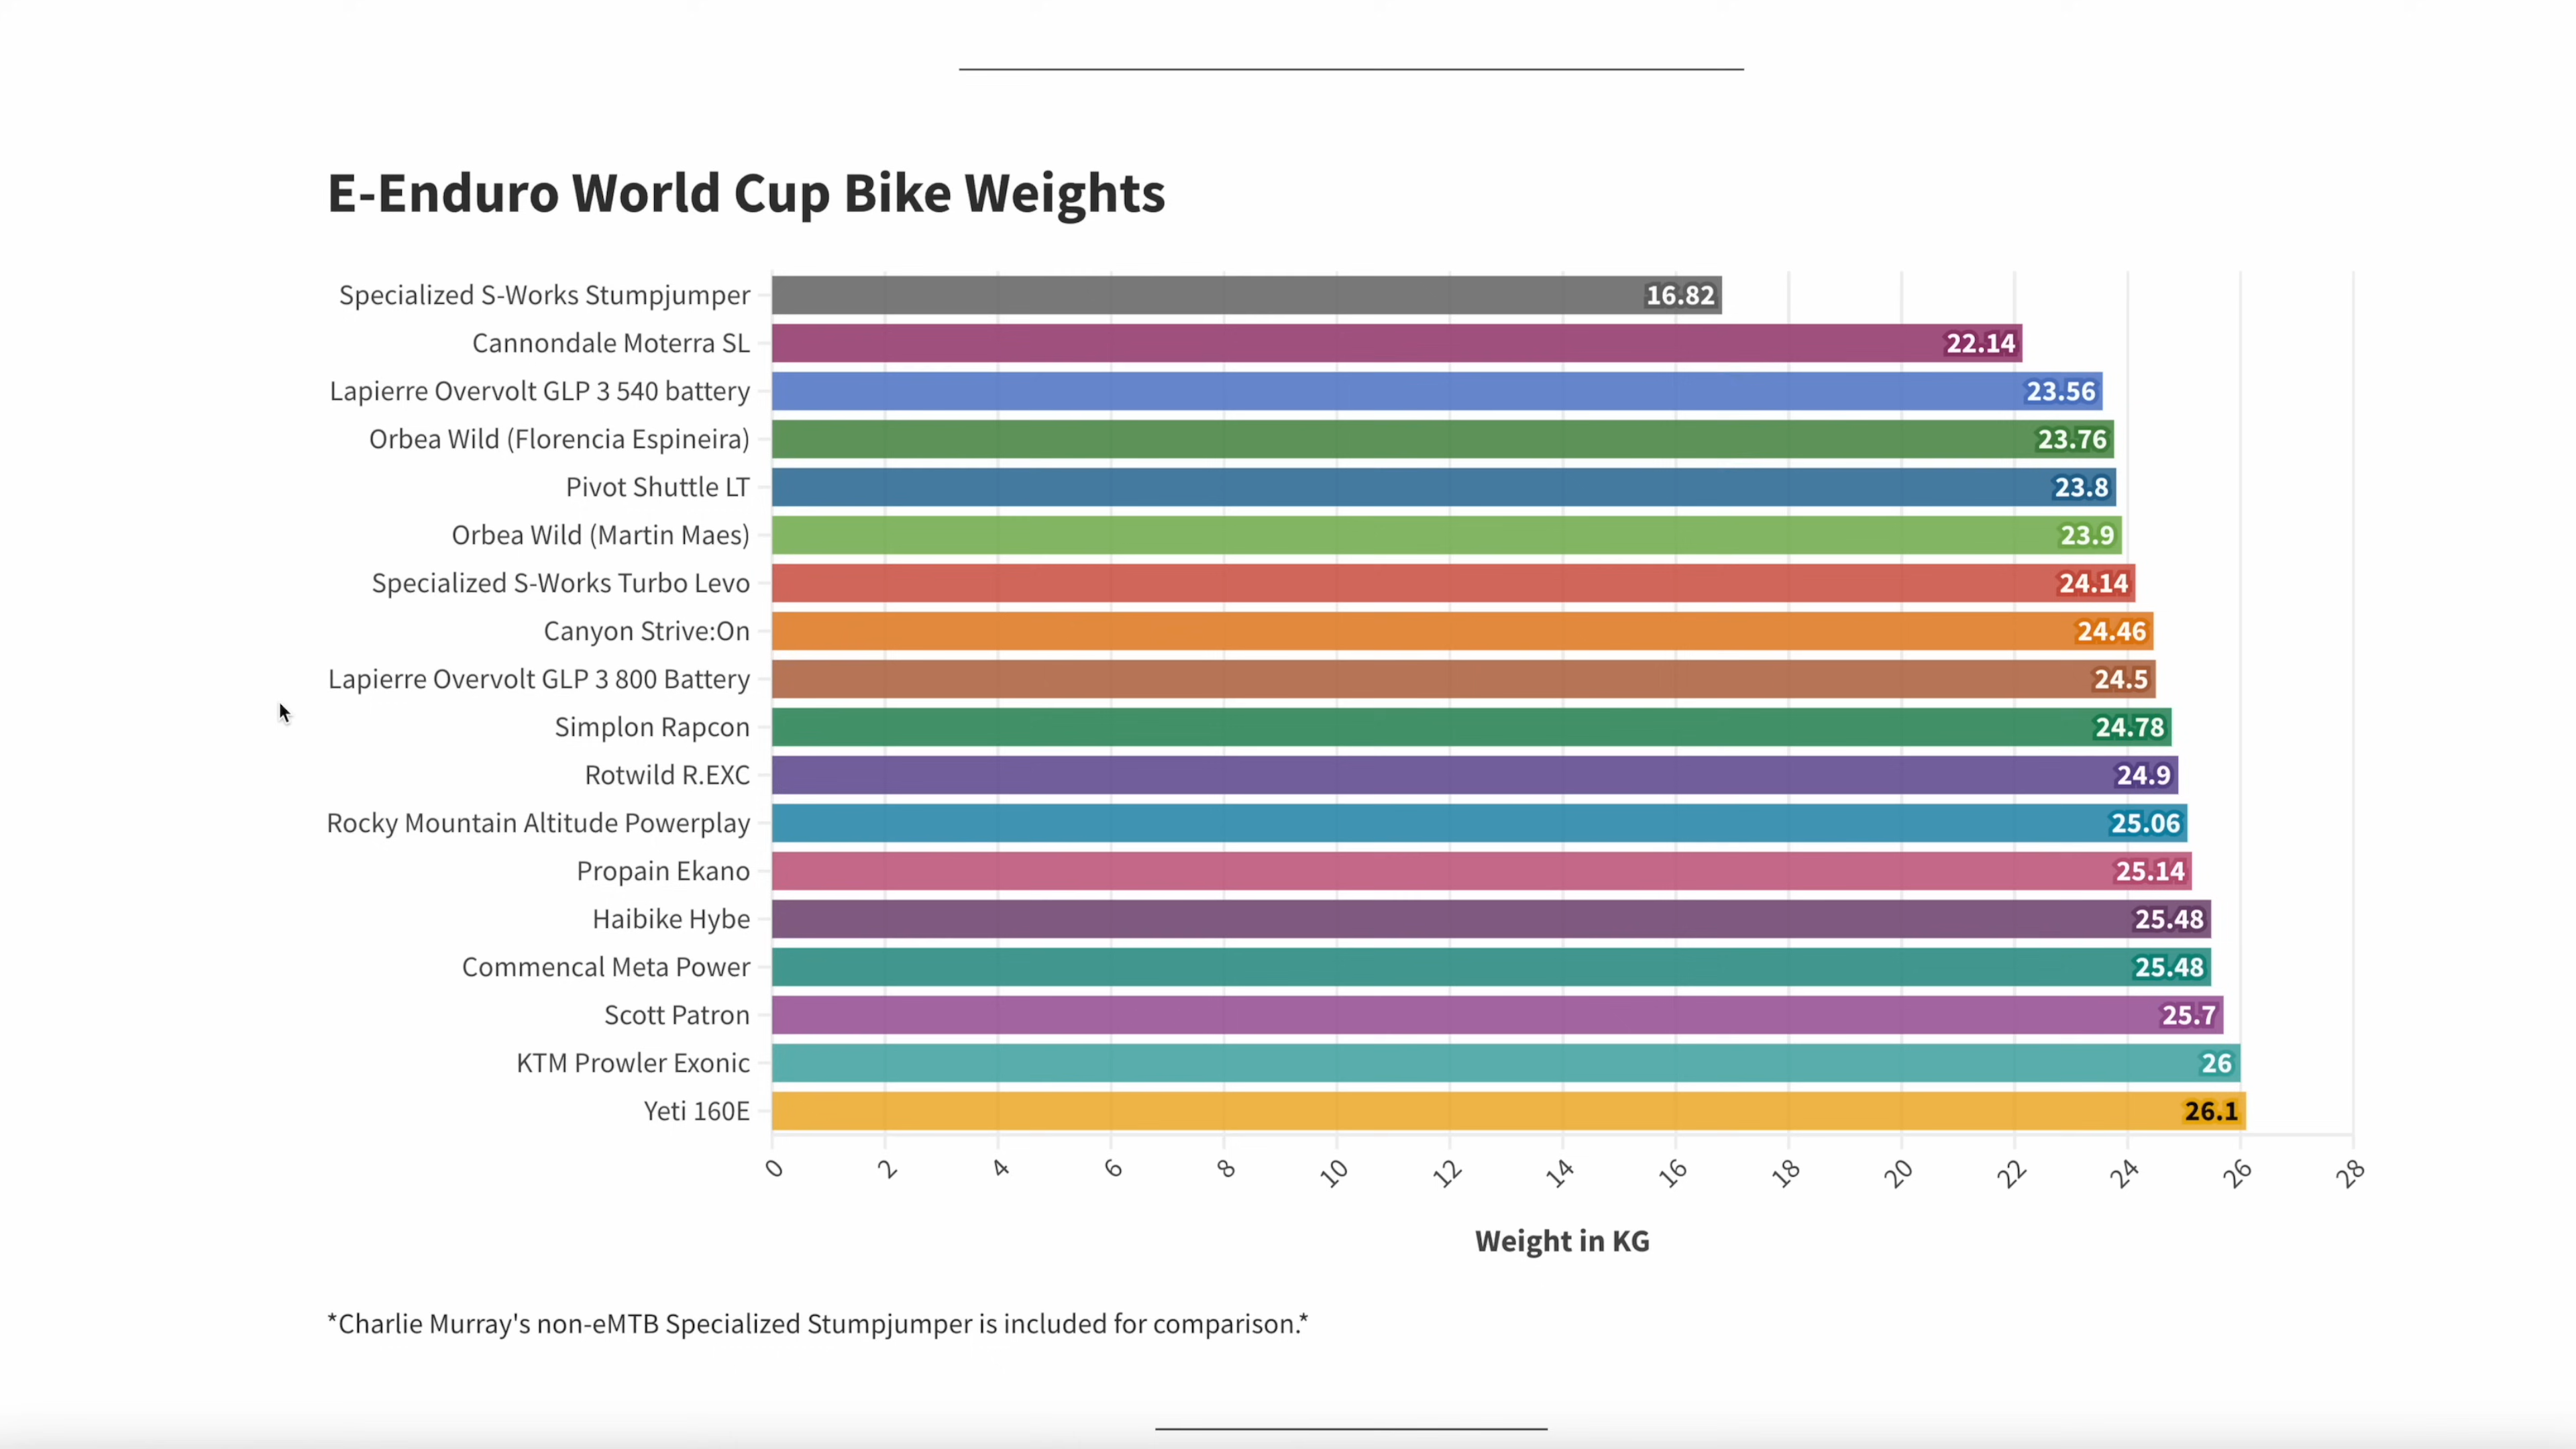 E-Enduro World Cup Bike Weights
Specialized S-Works Stumpjumper 16.82
Cannondale Moterra SL 22.14
Lapierre Overvolt GLP 3 540 battery 23.56
Orbea Wild (Florencia Espineira) 23.76
Pivot Shuttle LT 23.8
Orbea Wild (Martin Maes) 23.9
Specialized S-Works Turbo Levo 24.14
Canyon Strive:On 24.46
Lapierre Overvolt GLP 3 800 Battery 24.5
Simplon Rapcon 24.78
Rotwild R.EXC 24.9
Rocky Mountain Altitude Powerplay 25.06
Propain Ekano 25.14
Haibike Hybe 25.48
Commencal Meta Power 25.48
Scott Patron 25.7
KTM Prowler Exonic 26
Yeti 160E 26.1
0 2 4 6 8 10 12 14 16 18 20 22 24 26 28
Weight in KG
*Charlie Murray's non-eMTB Specialized Stumpjumper is included for comparison.*